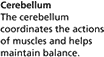 Cerebellum
The cerebellum
coordinates the actions
of muscles and helps
maintain balance.